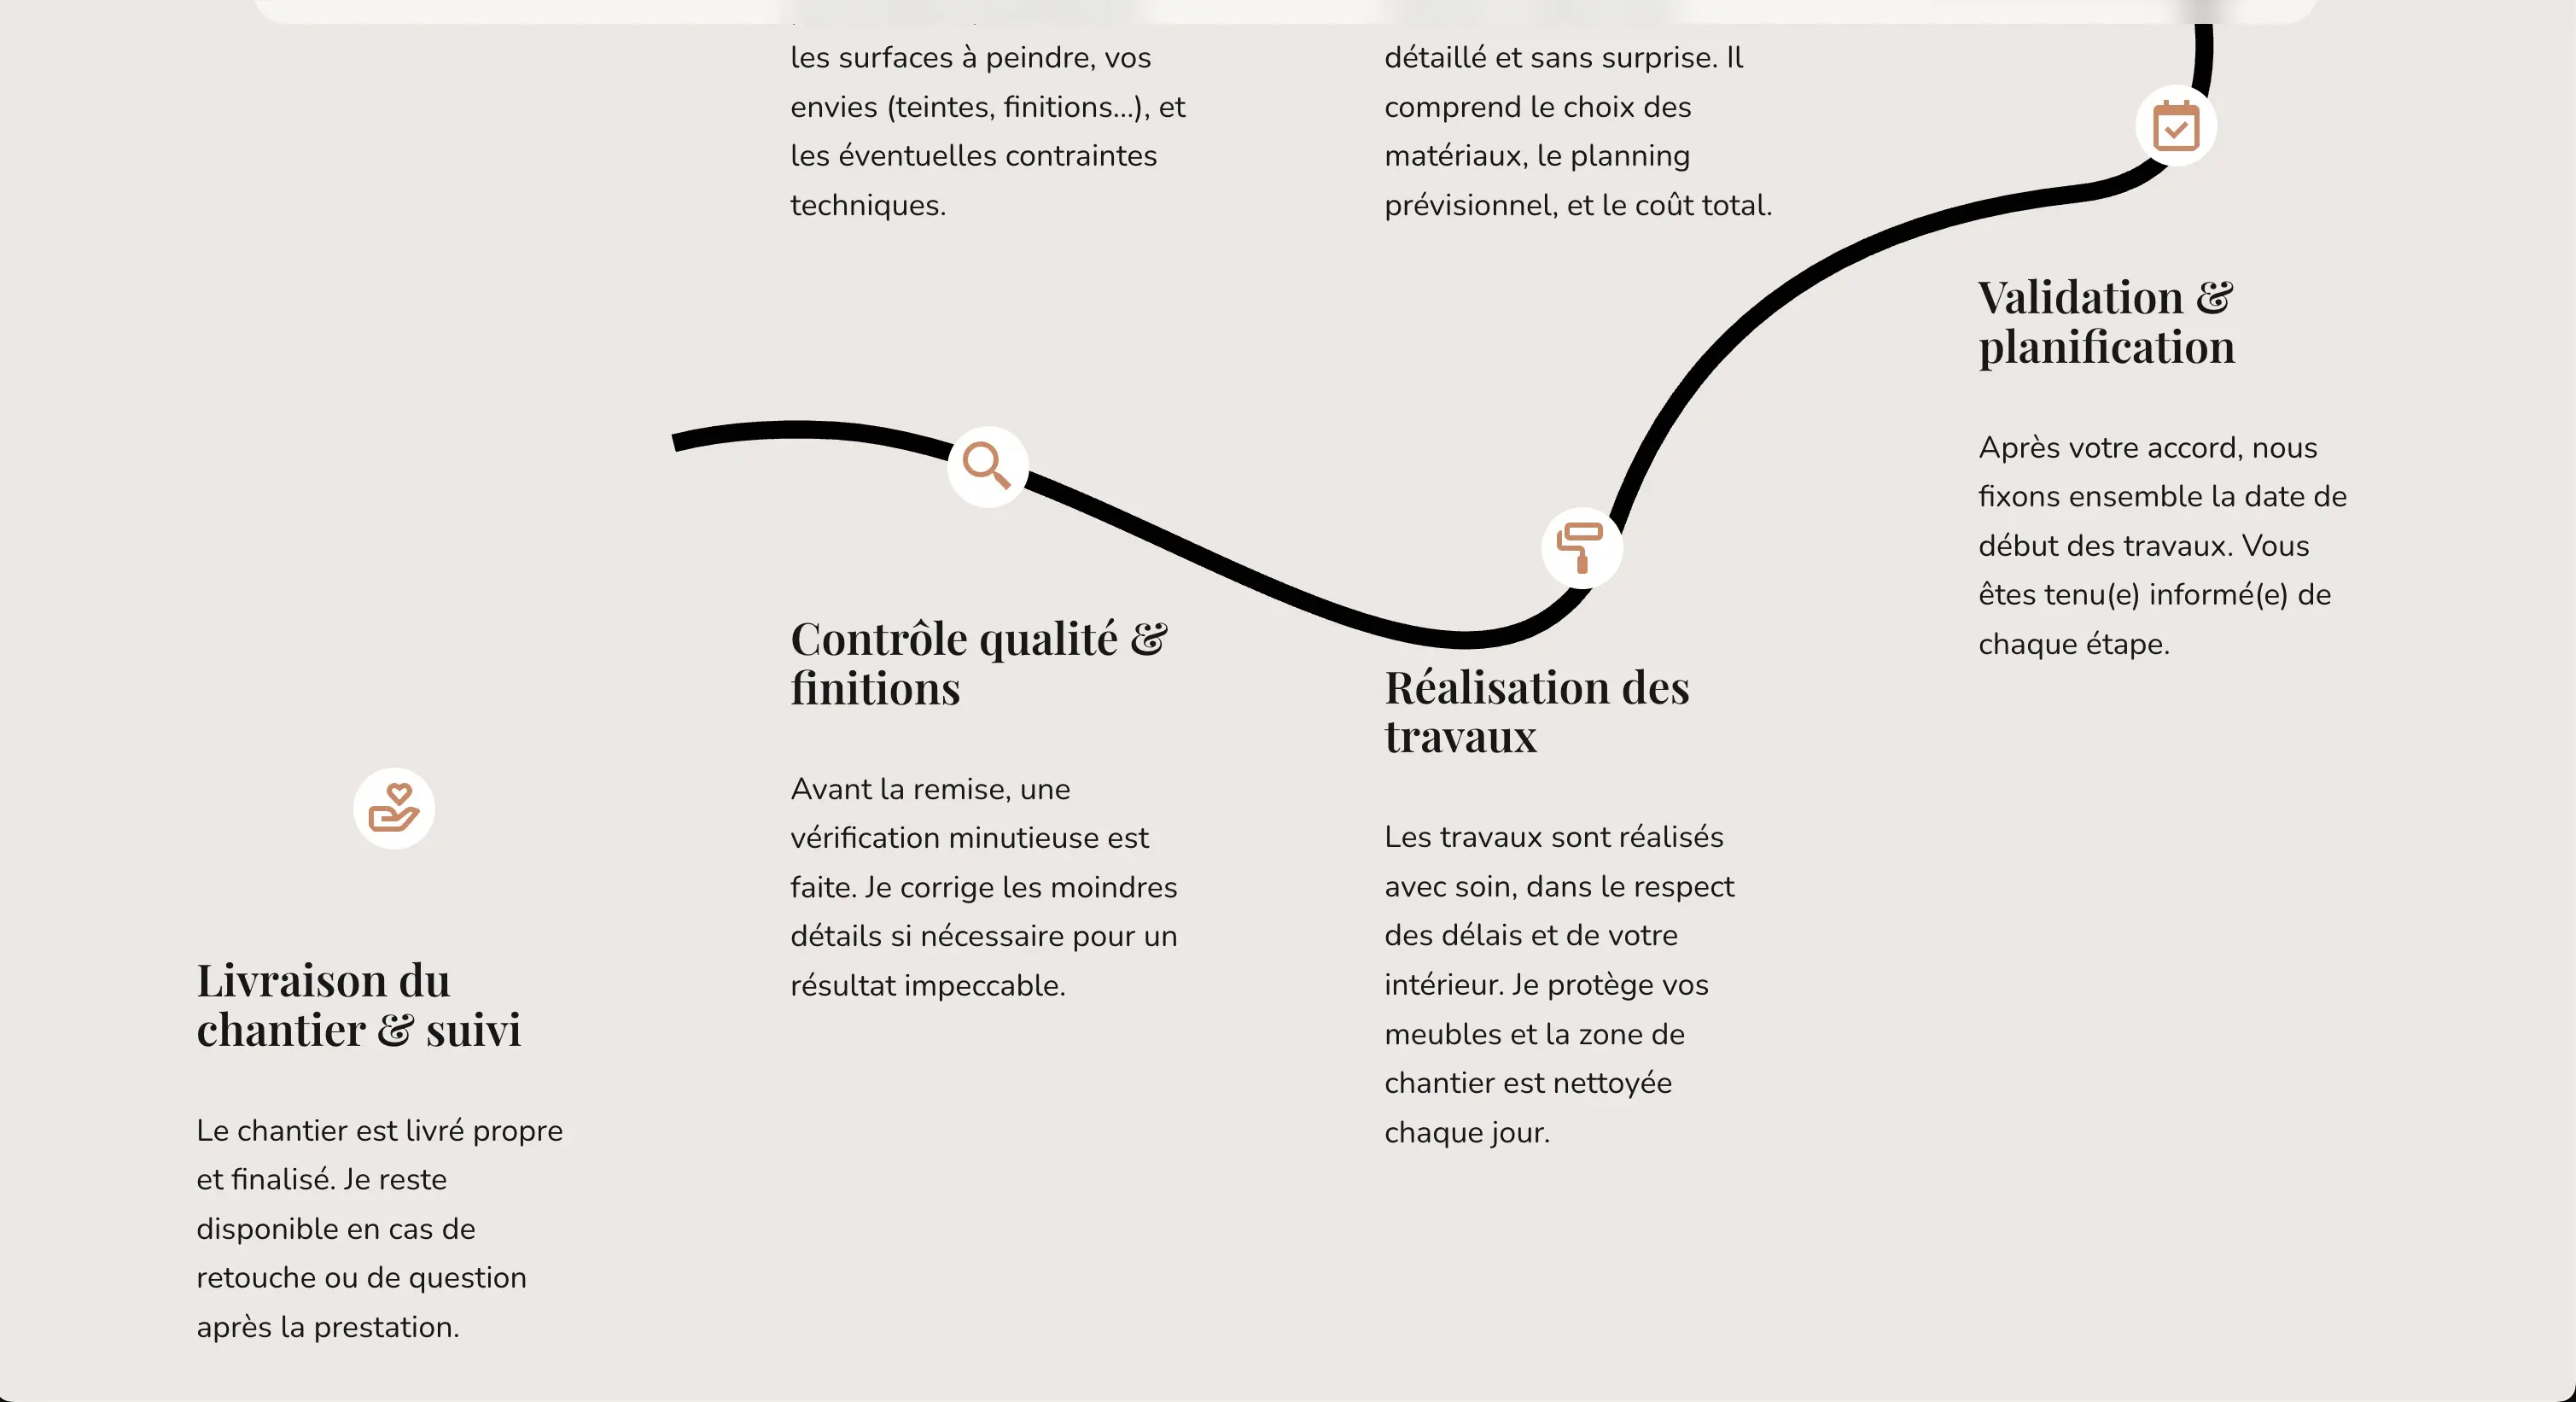 les surfaces à peindre, vos
envies (teintes, finitions...), et
les éventuelles contraintes
techniques.
détaillé et sans surprise. Il
comprend le choix des
matériaux, le planning
prévisionnel, et le coût total.
Validation &
planification
Après votre accord, nous
fixons ensemble la date de
début des travaux. Vous
êtes tenu(e) informé(e) de
chaque étape.
Réalisation des
travaux
Les travaux sont réalisés
avec soin, dans le respect
des délais et de votre
intérieur. Je protège vos
meubles et la zone de
chantier est nettoyée
chaque jour.
Contrôle qualité &
finitions
Avant la remise, une
vérification minutieuse est
faite. Je corrige les moindres
détails si nécessaire pour un
résultat impeccable.
Livraison du
chantier & suivi
Le chantier est livré propre
et finalisé. Je reste
disponible en cas de
retouche ou de question
après la prestation.